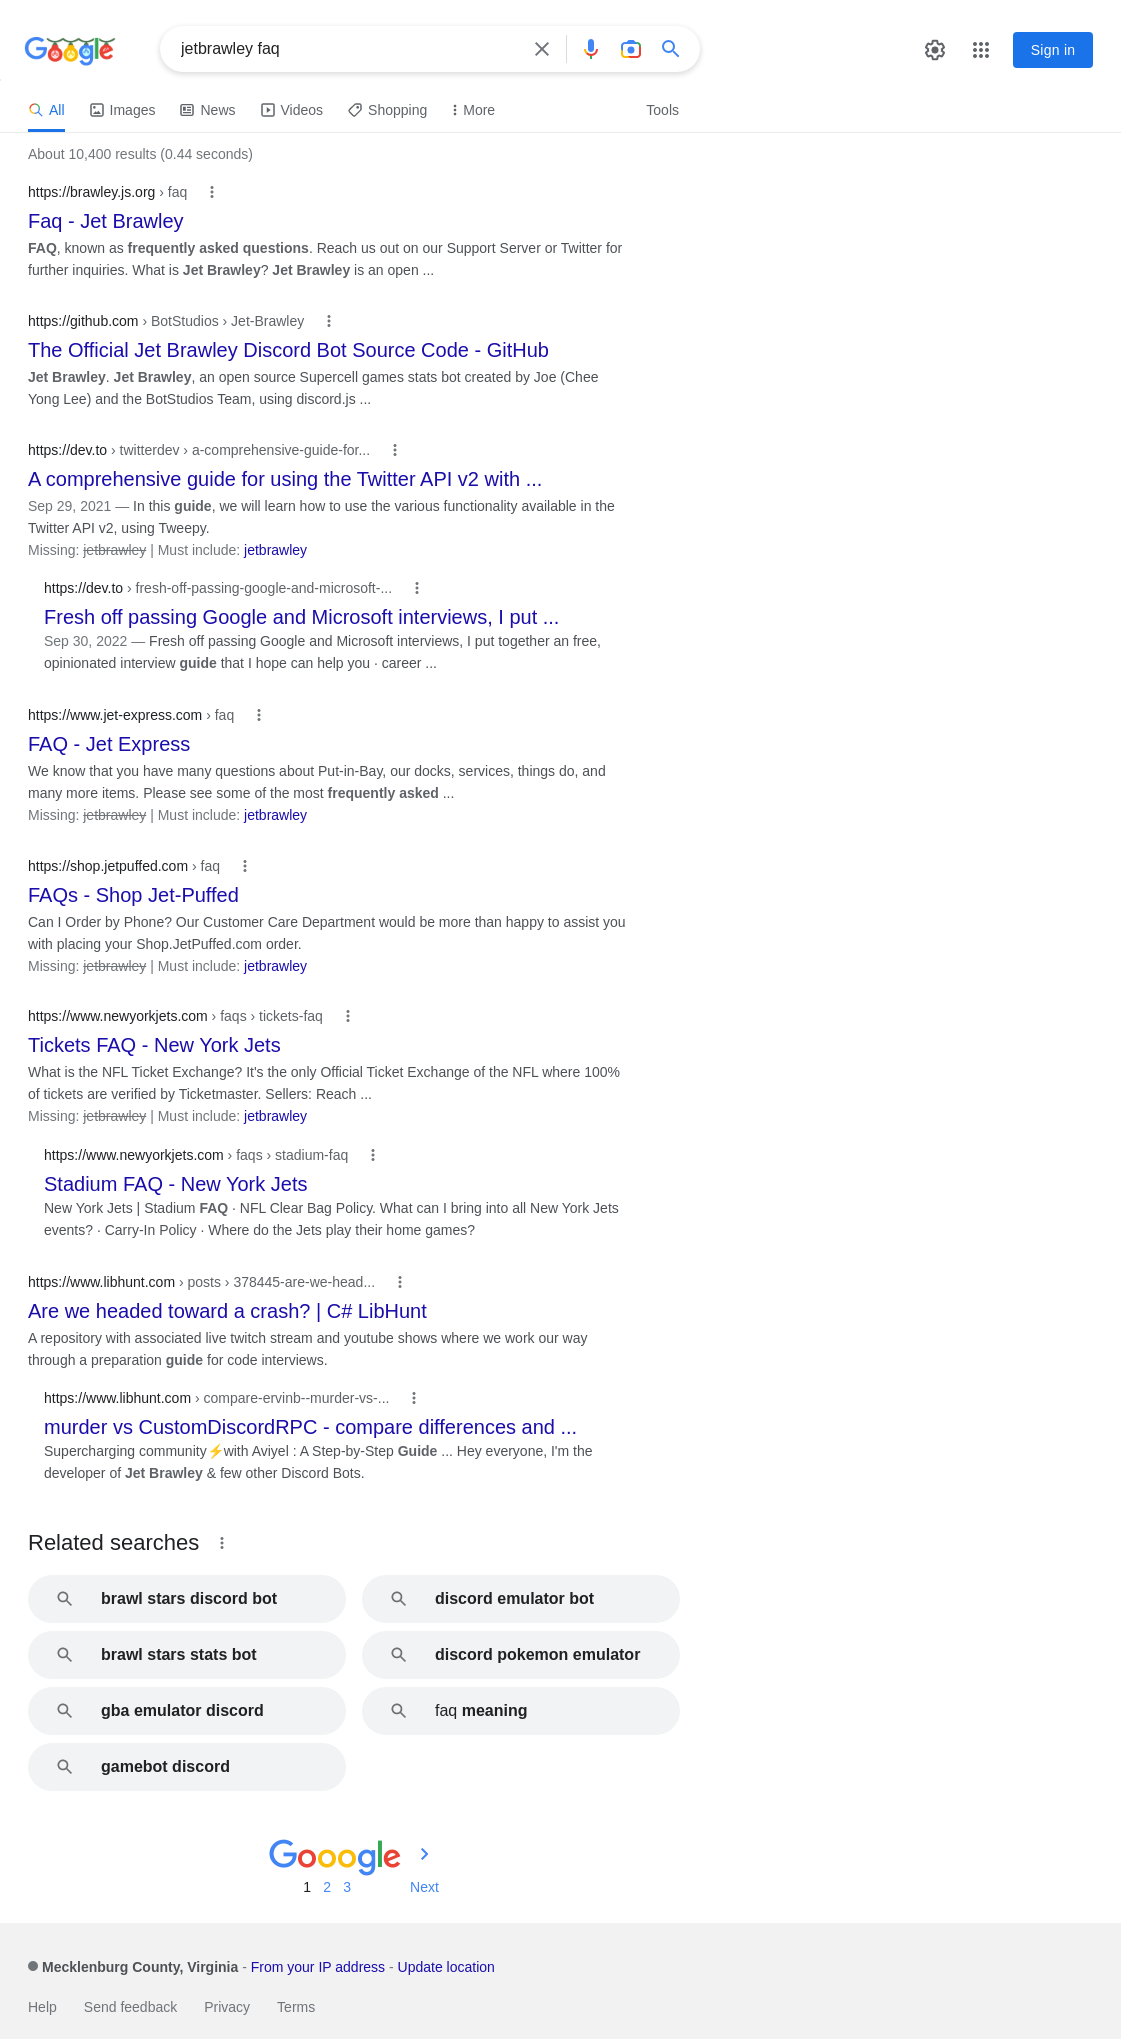 Google
jetbrawley faq
Sign in
All Images News Videos Shopping More Tools
About 10,400 results (0.44 seconds)
https://brawley.js.org › faq
Faq - Jet Brawley
FAQ, known as frequently asked questions. Reach us out on our Support Server or Twitter for
further inquiries. What is Jet Brawley? Jet Brawley is an open ...
https://github.com › BotStudios › Jet-Brawley
The Official Jet Brawley Discord Bot Source Code - GitHub
Jet Brawley. Jet Brawley, an open source Supercell games stats bot created by Joe (Chee
Yong Lee) and the BotStudios Team, using discord.js ...
https://dev.to › twitterdev › a-comprehensive-guide-for...
A comprehensive guide for using the Twitter API v2 with ...
Sep 29, 2021 — In this guide, we will learn how to use the various functionality available in the
Twitter API v2, using Tweepy.
Missing: jetbrawley | Must include: jetbrawley
https://dev.to › fresh-off-passing-google-and-microsoft-...
Fresh off passing Google and Microsoft interviews, I put ...
Sep 30, 2022 — Fresh off passing Google and Microsoft interviews, I put together an free,
opinionated interview guide that I hope can help you · career ...
https://www.jet-express.com › faq
FAQ - Jet Express
We know that you have many questions about Put-in-Bay, our docks, services, things do, and
many more items. Please see some of the most frequently asked ...
Missing: jetbrawley | Must include: jetbrawley
https://shop.jetpuffed.com › faq
FAQs - Shop Jet-Puffed
Can I Order by Phone? Our Customer Care Department would be more than happy to assist you
with placing your Shop.JetPuffed.com order.
Missing: jetbrawley | Must include: jetbrawley
https://www.newyorkjets.com › faqs › tickets-faq
Tickets FAQ - New York Jets
What is the NFL Ticket Exchange? It's the only Official Ticket Exchange of the NFL where 100%
of tickets are verified by Ticketmaster. Sellers: Reach ...
Missing: jetbrawley | Must include: jetbrawley
https://www.newyorkjets.com › faqs › stadium-faq
Stadium FAQ - New York Jets
New York Jets | Stadium FAQ · NFL Clear Bag Policy. What can I bring into all New York Jets
events? · Carry-In Policy · Where do the Jets play their home games?
https://www.libhunt.com › posts › 378445-are-we-head...
Are we headed toward a crash? | C# LibHunt
A repository with associated live twitch stream and youtube shows where we work our way
through a preparation guide for code interviews.
https://www.libhunt.com › compare-ervinb--murder-vs-...
murder vs CustomDiscordRPC - compare differences and ...
Supercharging community⚡with Aviyel : A Step-by-Step Guide ... Hey everyone, I'm the
developer of Jet Brawley & few other Discord Bots.
Related searches
brawl stars discord bot
discord emulator bot
brawl stars stats bot
discord pokemon emulator
gba emulator discord
faq meaning
gamebot discord
Gooogle
1 2 3 Next
Mecklenburg County, Virginia - From your IP address - Update location
Help Send feedback Privacy Terms